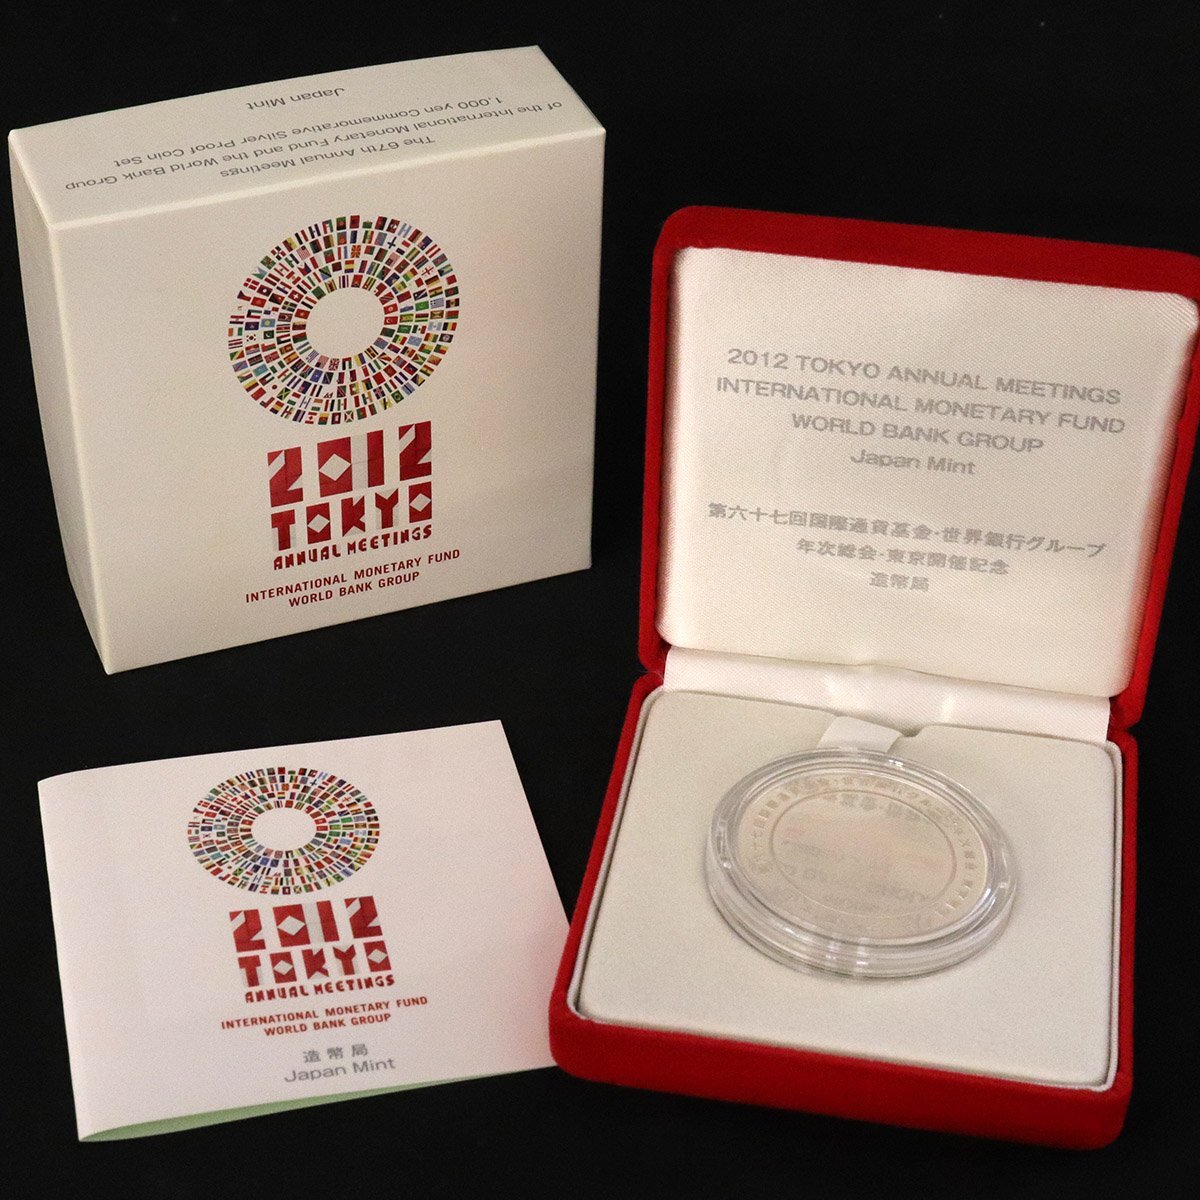 The 67th Annual Meetings
of the International Monetary Fund and the World Bank Group
1,000 yen Commemorative Silver Proof Coin Set
Japan Mint
2012
TOKYO
ANNUAL MEETINGS
INTERNATIONAL MONETARY FUND
WORLD BANK GROUP
2012 TOKYO ANNUAL MEETINGS
INTERNATIONAL MONETARY FUND
WORLD BANK GROUP
Japan Mint
第六十七回国際通貨基金・世界銀行グループ
年次総会・東京開催記念
造幣局
2012
TOKYO
ANNUAL MEETINGS
INTERNATIONAL MONETARY FUND
WORLD BANK GROUP
造幣局
Japan Mint